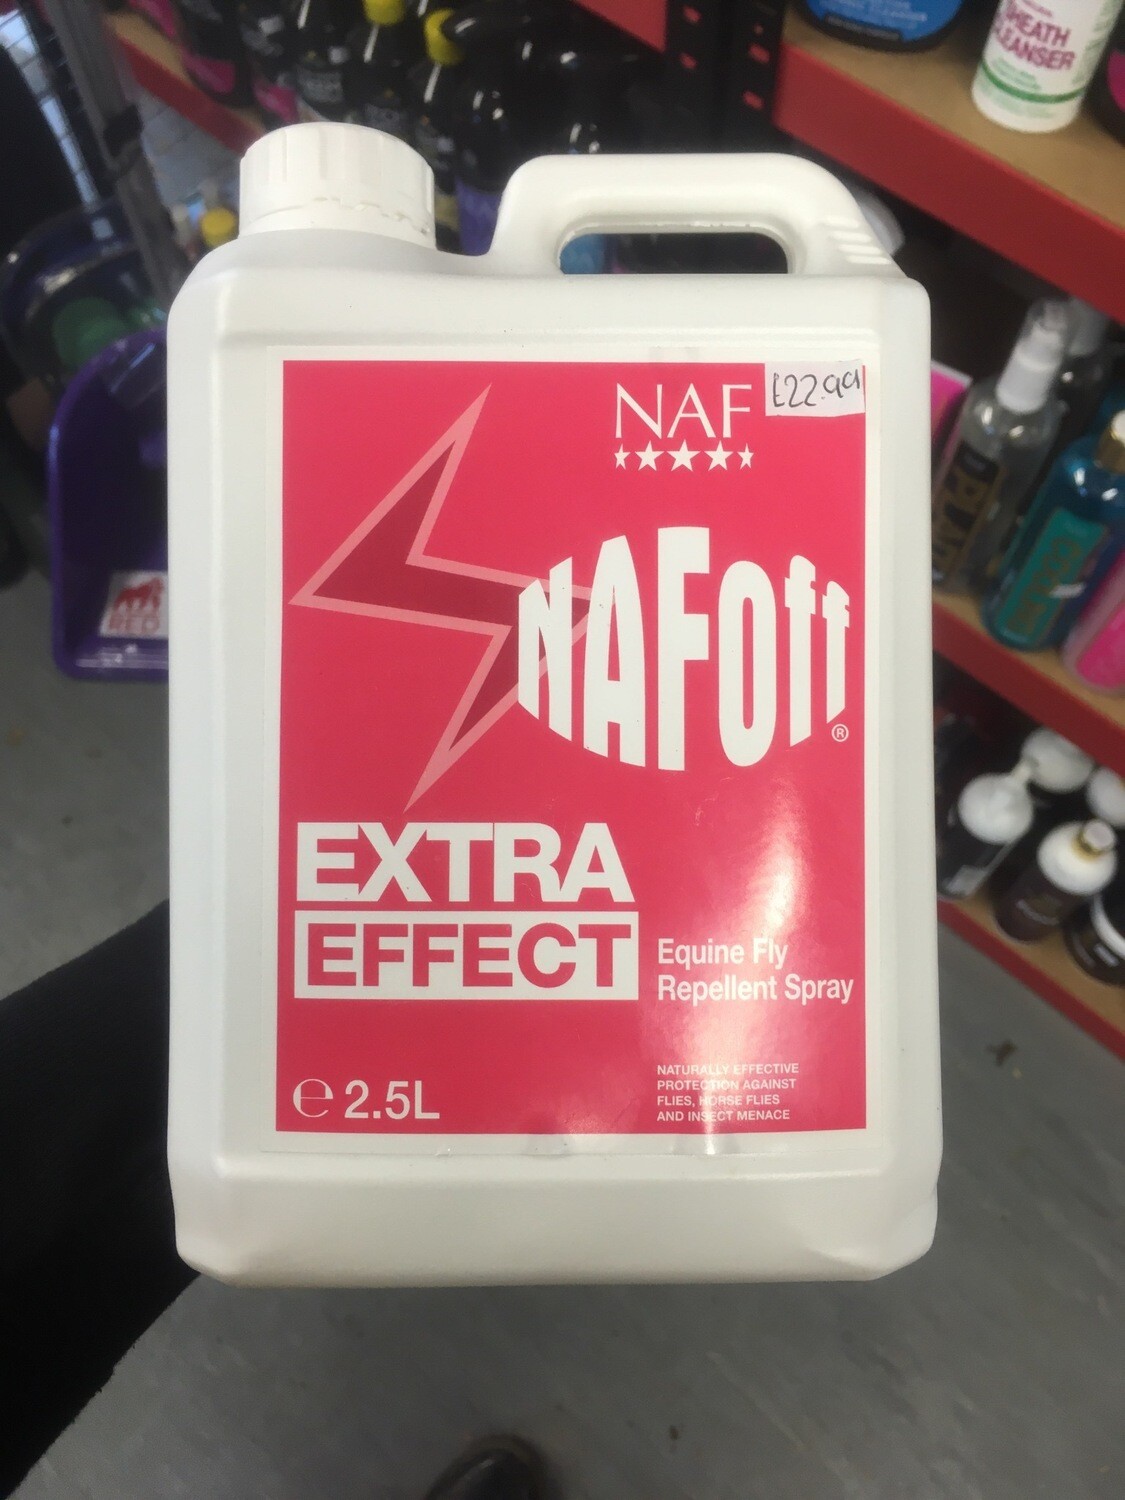 SHEATH
CLEANSER
NAF
£22.99
NAFOff
®
EXTRA
EFFECT
Equine Fly
Repellent Spray
NATURALLY EFFECTIVE
PROTECTION AGAINST
FLIES, HORSE FLIES
AND INSECT MENACE
e 2.5L
RED